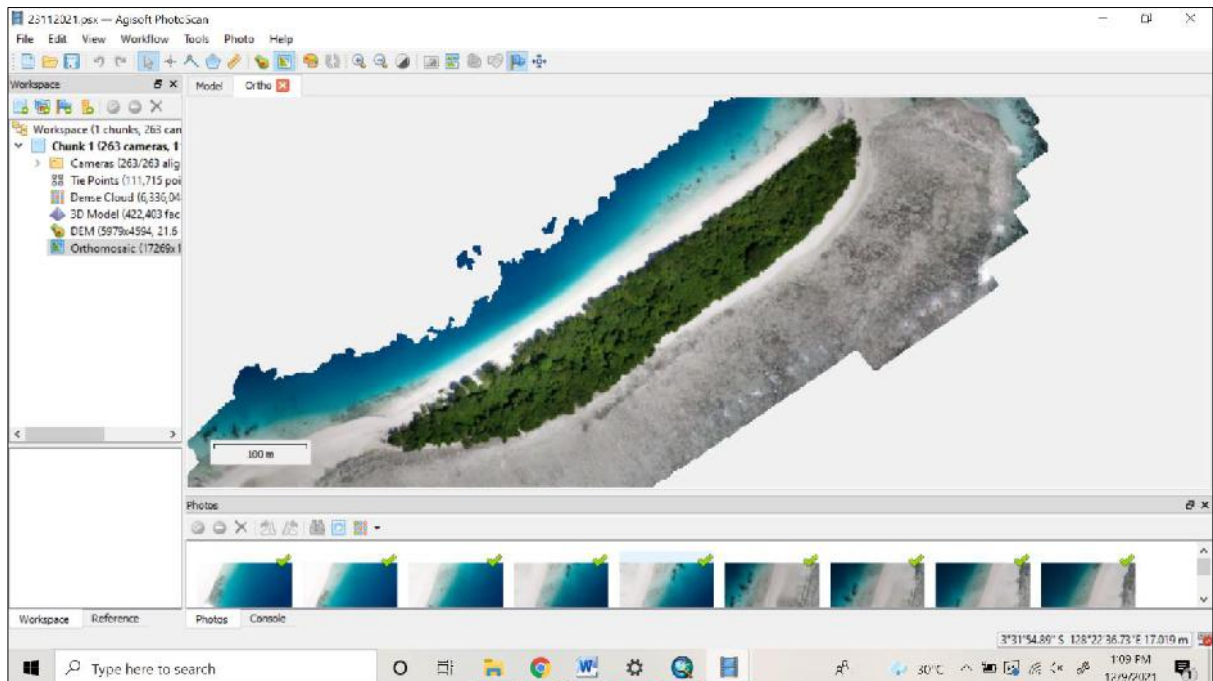 23112021.psx — Agisoft PhotoScan
File Edit View Workflow Tools Photo Help
Workspace
Model Ortho
Workspace (1 chunks, 263 can
Chunk 1 (263 cameras, 1
Cameras (263/263 alig
Tie Points (111,715 poi
Dense Cloud (6,336,04
3D Model (422,403 fac
DEM (5979x4594, 21.6
Orthomosaic (17269x1
100 m
Photos
Workspace Reference
Photos Console
3°31'54.89" S 128°22'36.73"E 17.019 m
Type here to search
30°C
1:09 PM
12/9/2021